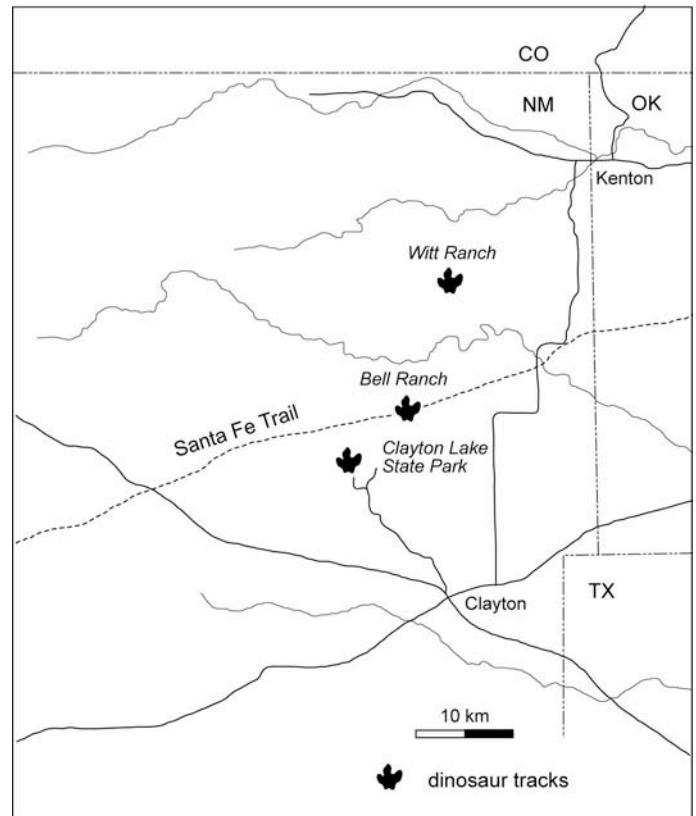 CO
NM
OK
Kenton
Witt Ranch
Bell Ranch
Santa Fe Trail
Clayton Lake
State Park
Clayton
TX
10 km
dinosaur tracks